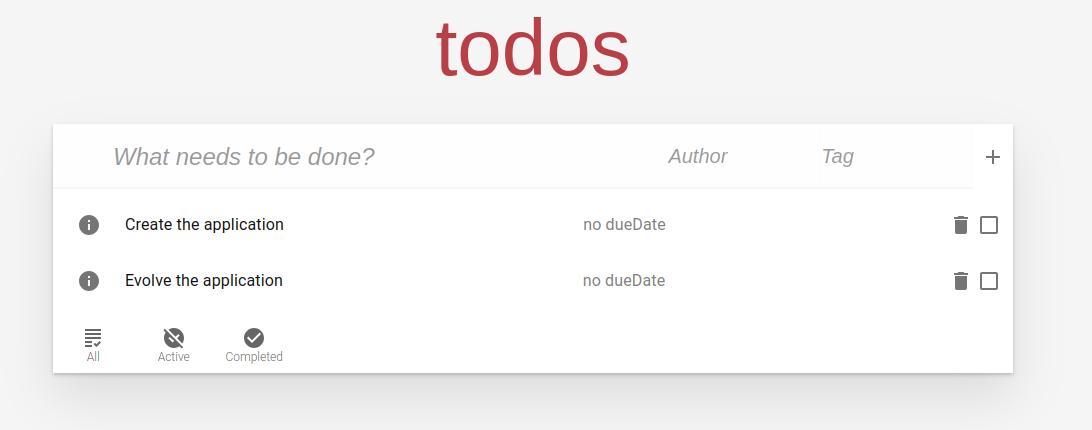 todos
What needs to be done? Author Tag
Create the application no dueDate
Evolve the application no dueDate
All Active Completed